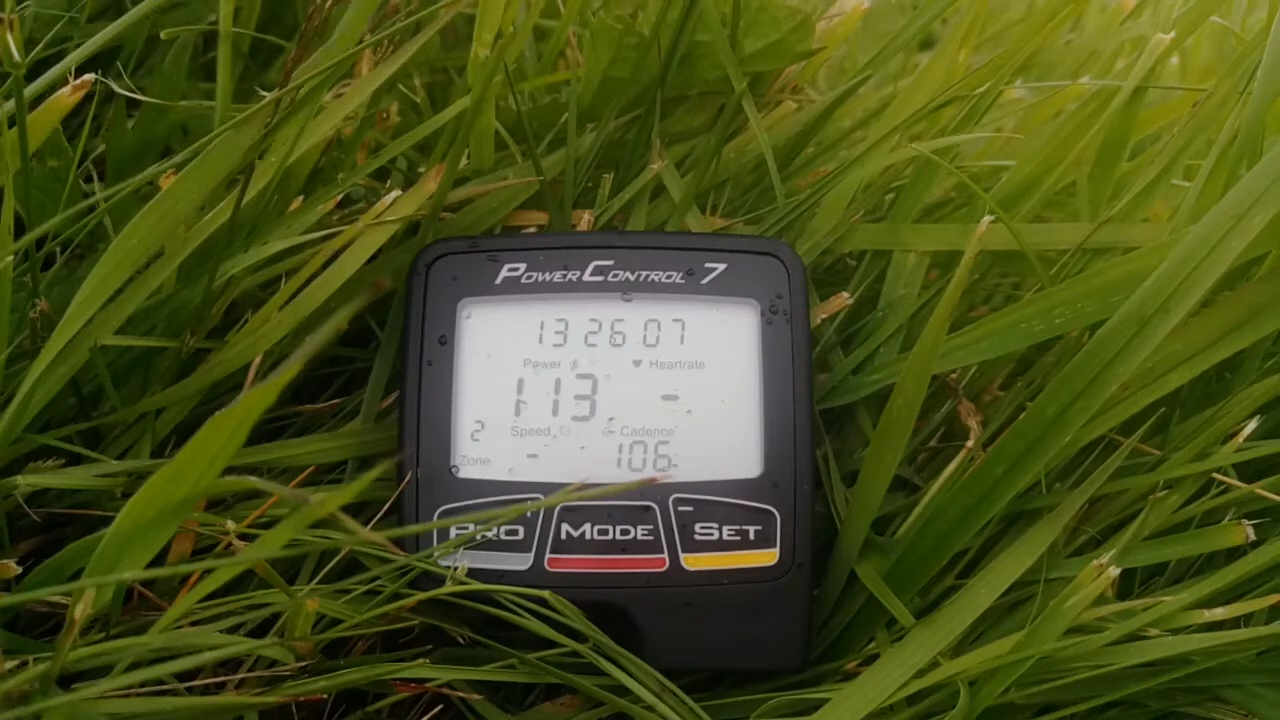 POWERCONTROL 7
13 26 07
Power Heartrate
113 -
2 Speed Cadence
Zone - 106
+ -
PRO MODE SET